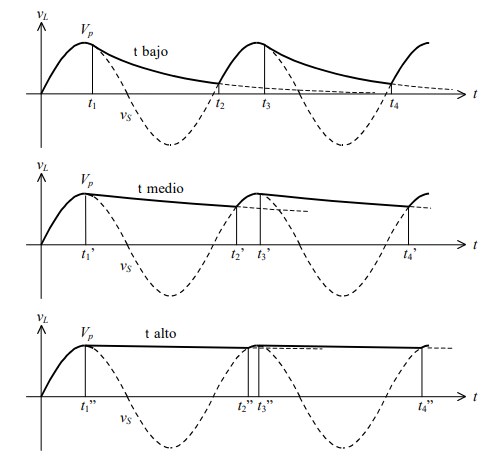 vL
Vp
t bajo
t1 t2 t3 t4 t
vS
vL
Vp
t medio
t1’ t2’ t3’ t4’ t
vS
vL
Vp
t alto
t1” t2” t3” t4” t
vS